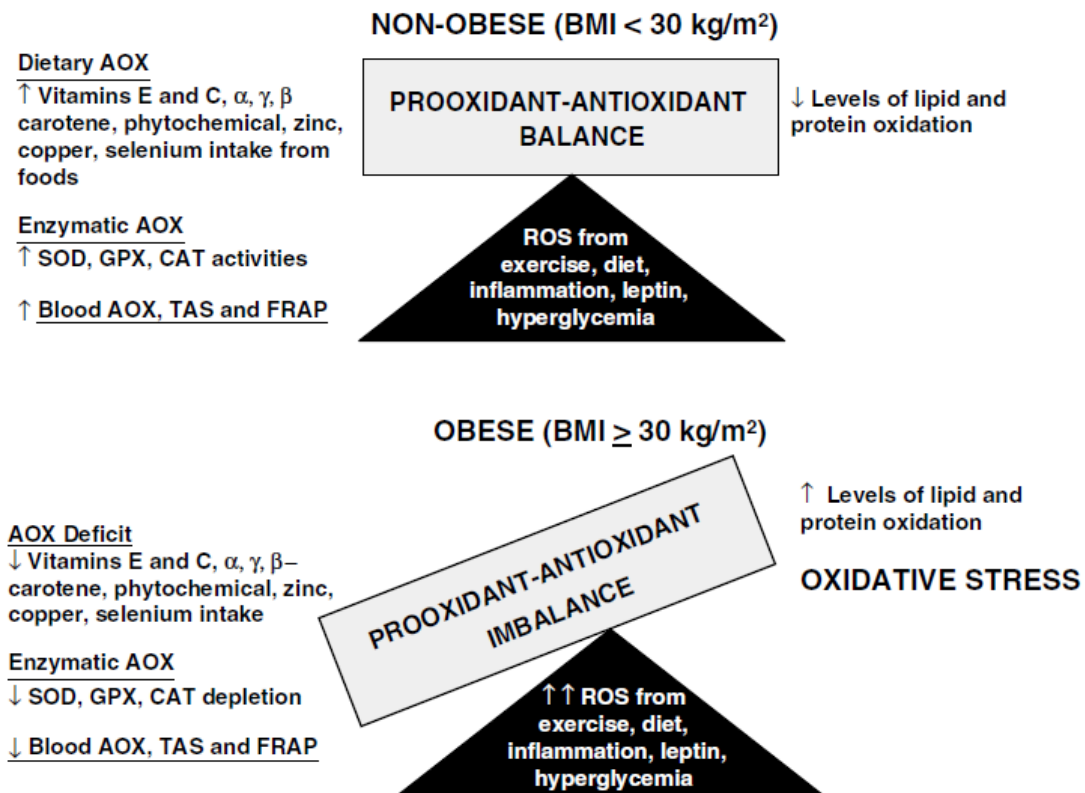 NON-OBESE (BMI < 30 kg/m²)
Dietary AOX
↑ Vitamins E and C, α, γ, β
carotene, phytochemical, zinc,
copper, selenium intake from
foods
Enzymatic AOX
↑ SOD, GPX, CAT activities
↑ Blood AOX, TAS and FRAP
PROOXIDANT-ANTIOXIDANT
BALANCE
ROS from
exercise, diet,
inflammation, leptin,
hyperglycemia
↓ Levels of lipid and
protein oxidation
OBESE (BMI ≥ 30 kg/m²)
AOX Deficit
↓ Vitamins E and C, α, γ, β–
carotene, phytochemical, zinc,
copper, selenium intake
Enzymatic AOX
↓ SOD, GPX, CAT depletion
↓ Blood AOX, TAS and FRAP
PROOXIDANT-ANTIOXIDANT
IMBALANCE
↑↑ ROS from
exercise, diet,
inflammation, leptin,
hyperglycemia
↑ Levels of lipid and
protein oxidation
OXIDATIVE STRESS